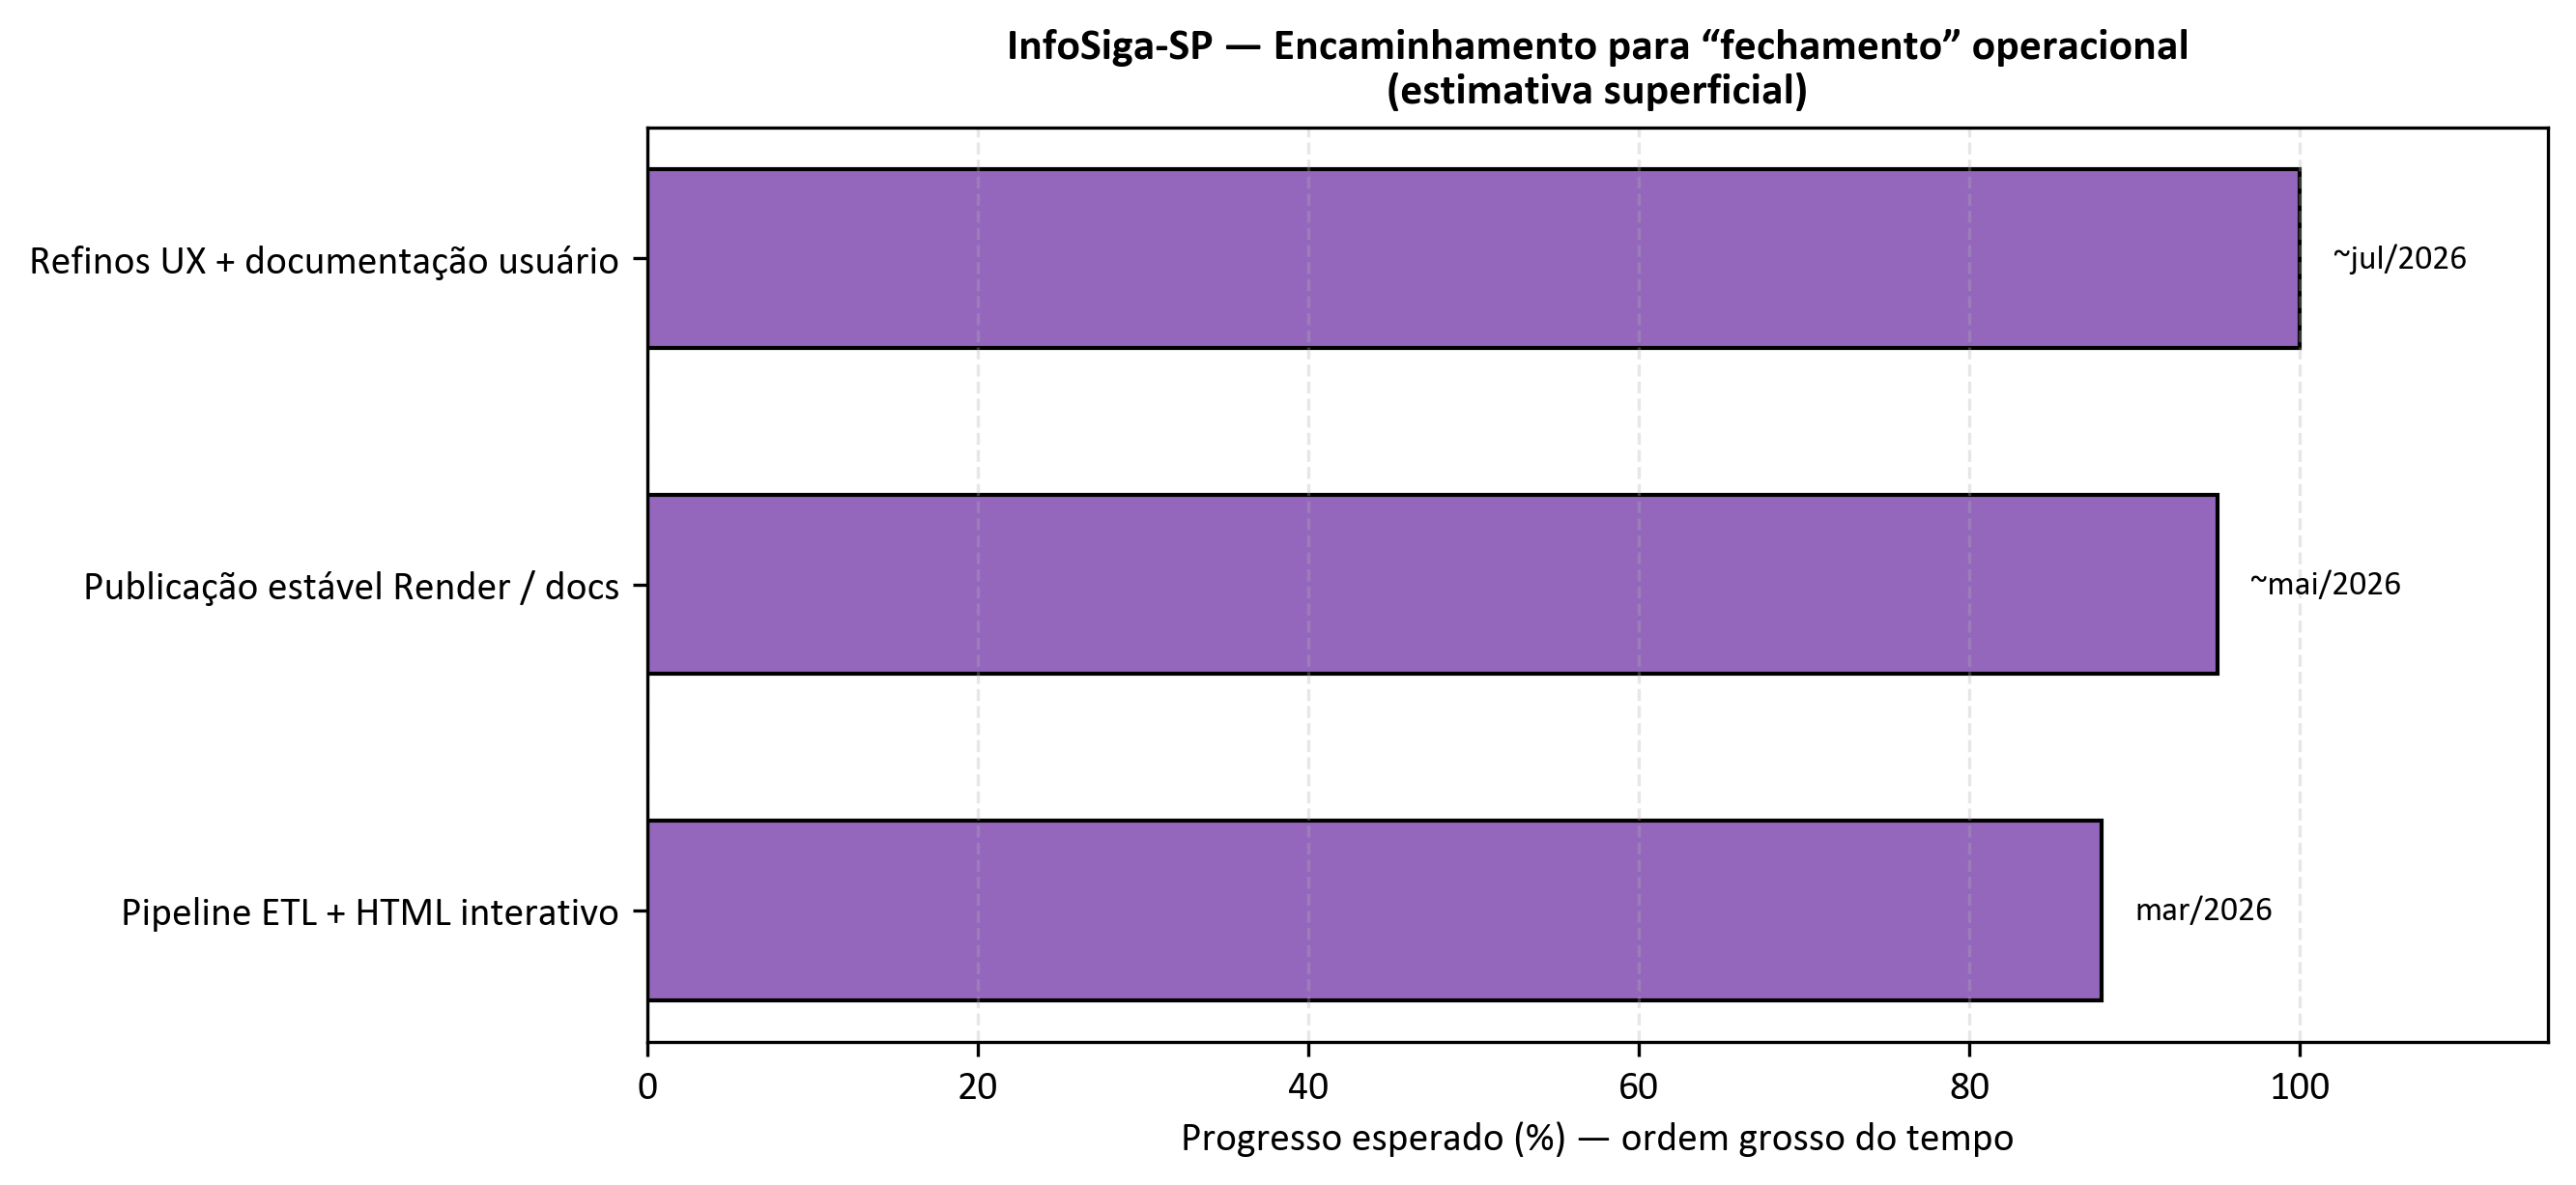 InfoSiga-SP — Encaminhamento para “fechamento” operacional
(estimativa superficial)
Refinos UX + documentação usuário
~jul/2026
Publicação estável Render / docs
~mai/2026
Pipeline ETL + HTML interativo
mar/2026
0 20 40 60 80 100
Progresso esperado (%) — ordem grosso do tempo